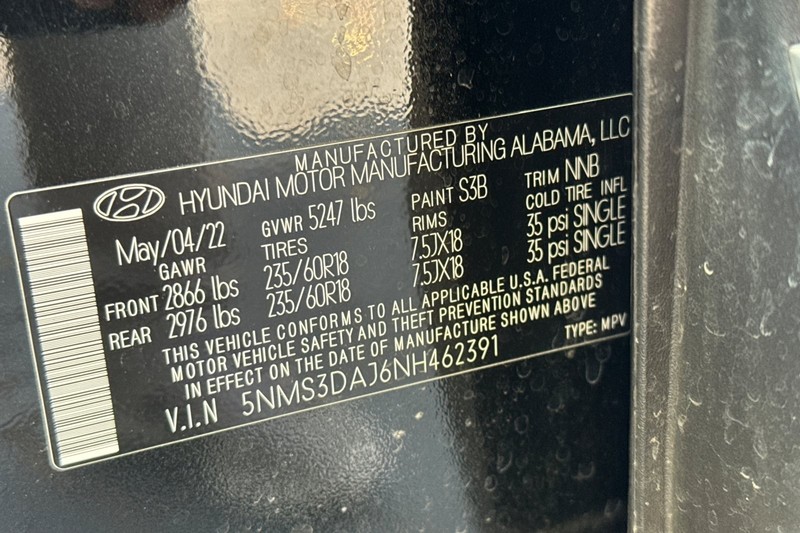 MANUFACTURED BY
HYUNDAI MOTOR MANUFACTURING ALABAMA, LLC
May/04/22 GVWR 5247 lbs PAINT S3B TRIM NNB
GAWR TIRES RIMS COLD TIRE INFL
FRONT 2866 lbs 235/60R18 7.5JX18 35 psi SINGLE
REAR 2976 lbs 235/60R18 7.5JX18 35 psi SINGLE
THIS VEHICLE CONFORMS TO ALL APPLICABLE U.S.A. FEDERAL
MOTOR VEHICLE SAFETY AND THEFT PREVENTION STANDARDS
IN EFFECT ON THE DATE OF MANUFACTURE SHOWN ABOVE
V.I.N 5NMS3DAJ6NH462391 TYPE: MPV